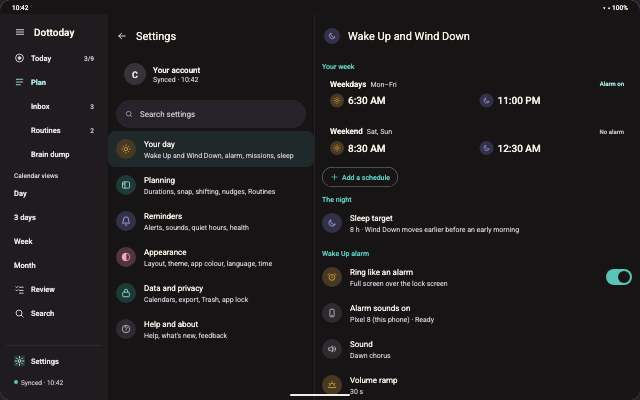 10:42
100%
Dottoday
Today 3/9
Plan
Inbox 3
Routines 2
Brain dump
Calendar views
Day
3 days
Week
Month
Review
Search
Settings
Synced · 10:42
Settings
C
Your account
Synced · 10:42
Search settings
Your day
Wake Up and Wind Down, alarm, missions, sleep
Planning
Durations, snap, shifting, nudges, Routines
Reminders
Alerts, sounds, quiet hours, health
Appearance
Layout, theme, app colour, language, time
Data and privacy
Calendars, export, Trash, app lock
Help and about
Help, what's new, feedback
Wake Up and Wind Down
Your week
Weekdays Mon–Fri Alarm on
6:30 AM 11:00 PM
Weekend Sat, Sun No alarm
8:30 AM 12:30 AM
+ Add a schedule
The night
Sleep target
8 h · Wind Down moves earlier before an early morning
Wake Up alarm
Ring like an alarm
Full screen over the lock screen
Alarm sounds on
Pixel 8 (this phone) · Ready
Sound
Dawn chorus
Volume ramp
30 s